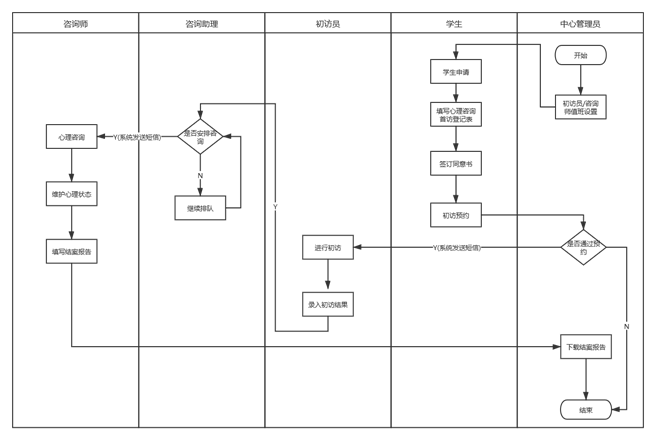 咨询师
咨询助理
初访员
学生
中心管理员
开始
学生申请
初访员/咨询
师值班设置
填写心理咨询
首访登记表
心理咨询
Y(系统发送短信)
是否安排咨
询
签订同意书
N
维护心理状态
继续排队
Y
初访预约
填写结案报告
进行初访
Y(系统发送短信)
是否通过预
约
录入初访结果
N
下载结案报告
结束